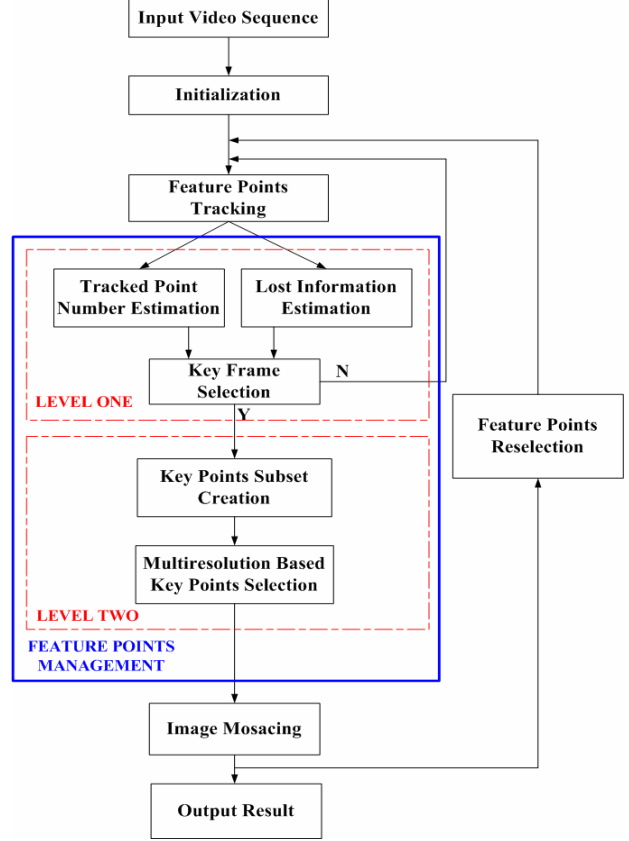 Input Video Sequence
Initialization
Feature Points
Tracking
Tracked Point
Number Estimation
Lost Information
Estimation
Key Frame
Selection
N
LEVEL ONE
Y
Feature Points
Reselection
Key Points Subset
Creation
Multiresolution Based
Key Points Selection
LEVEL TWO
FEATURE POINTS
MANAGEMENT
Image Mosacing
Output Result